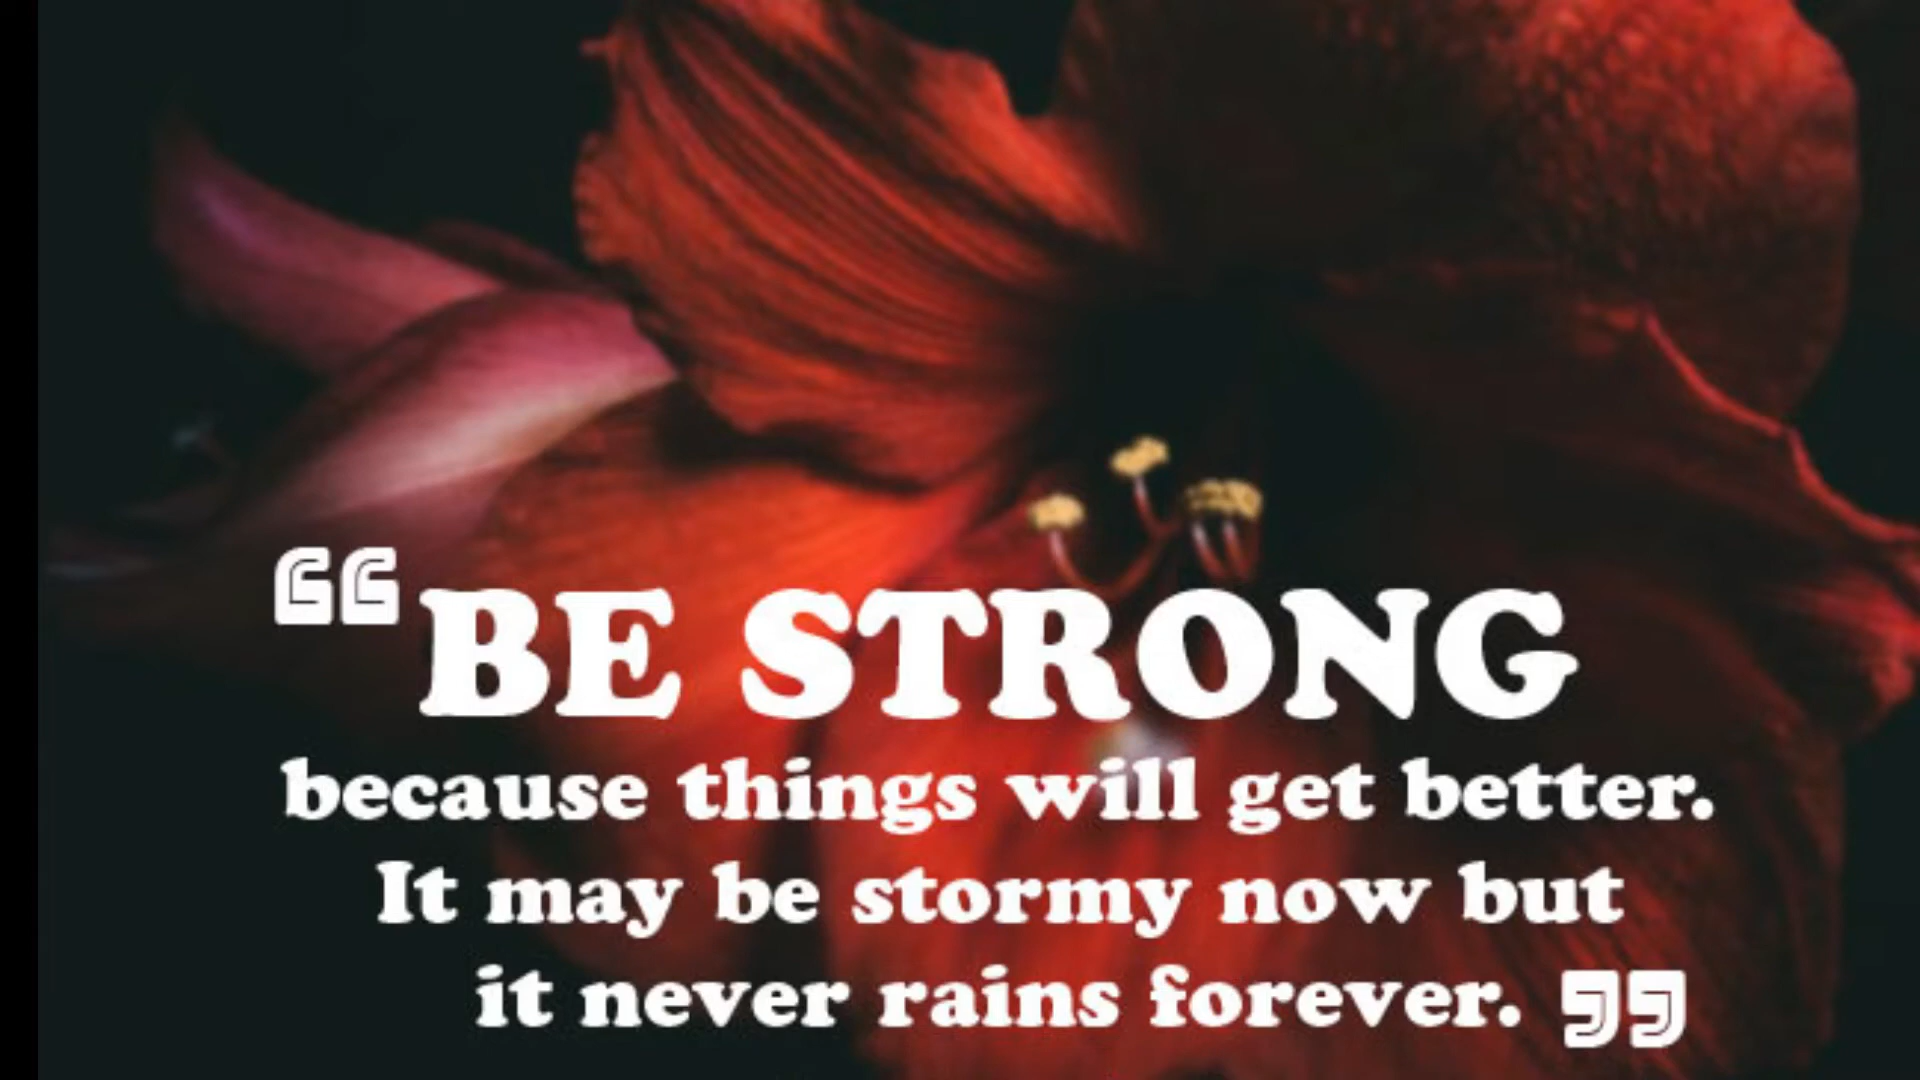 “BE STRONG
because things will get better.
It may be stormy now but
it never rains forever.”